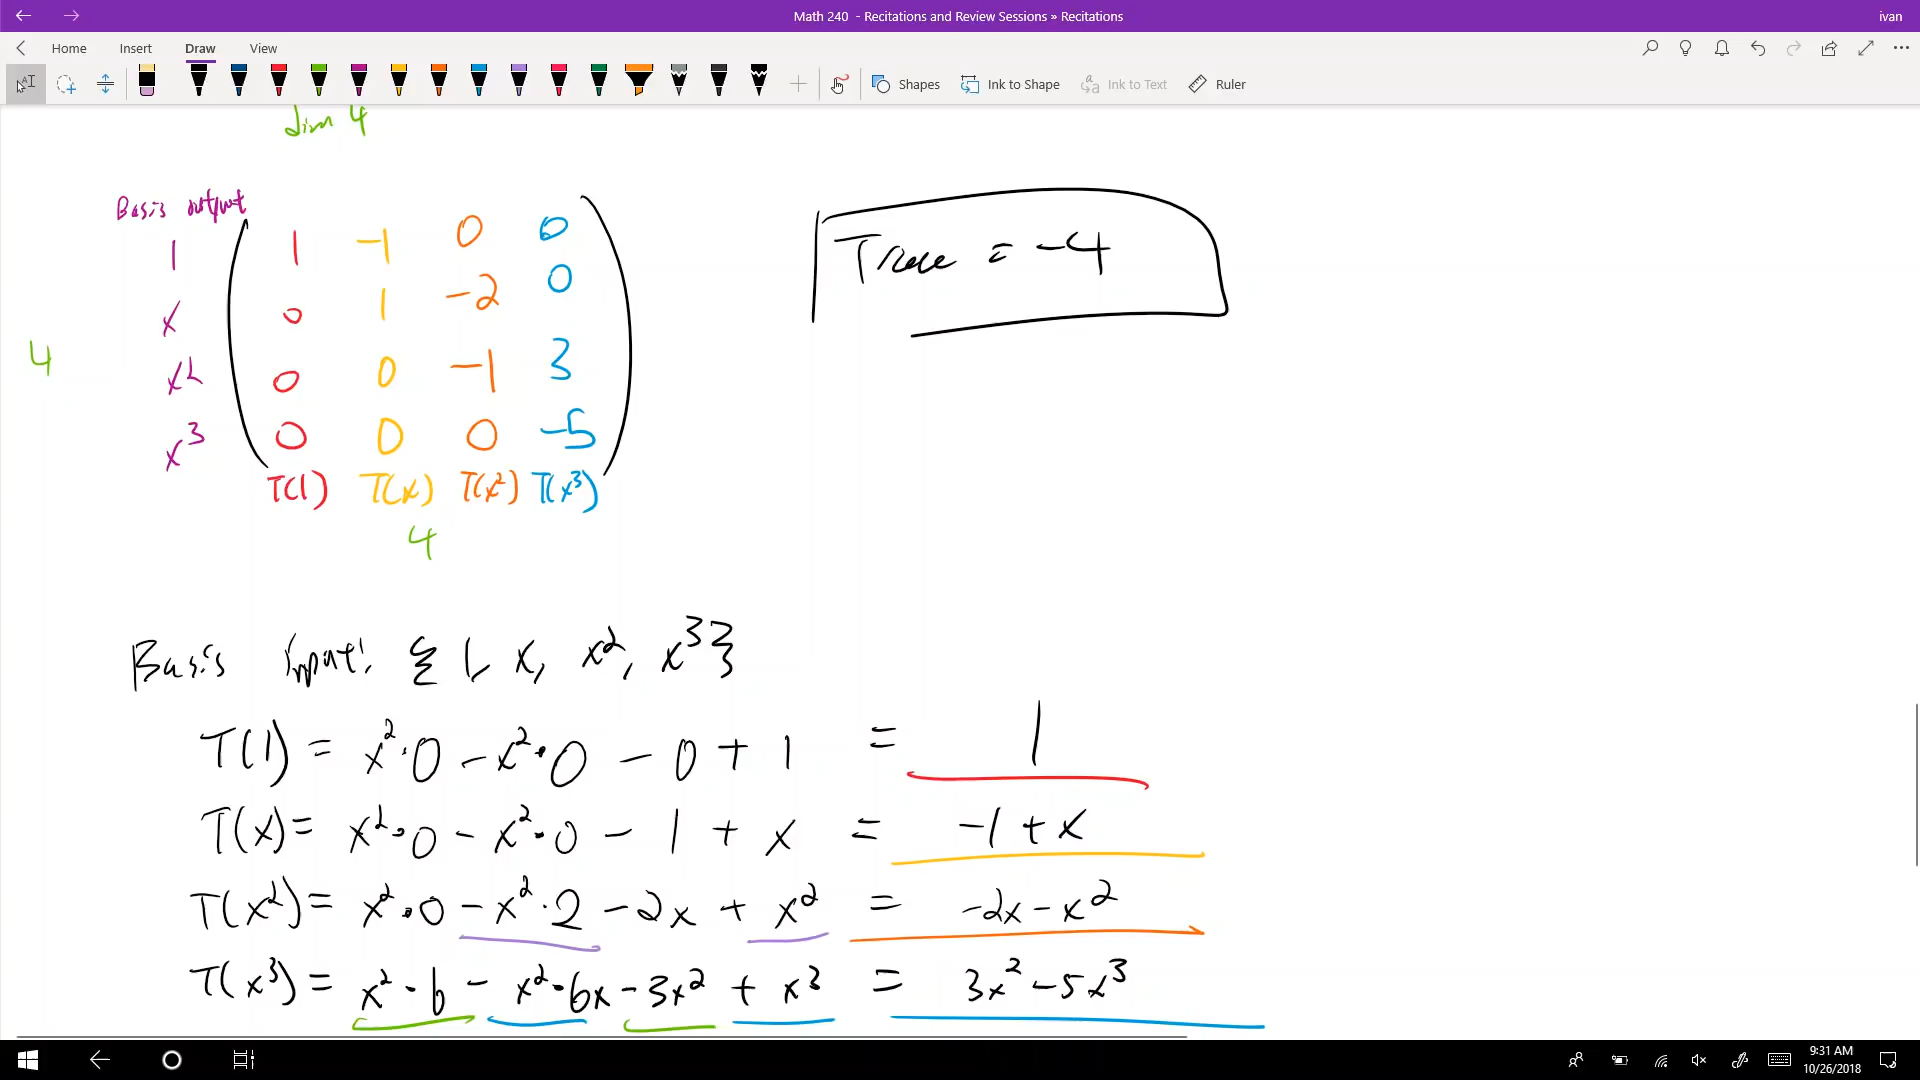 Math 240 - Recitations and Review Sessions » Recitations
ivan
Home Insert Draw View
Shapes Ink to Shape Ink to Text Ruler
dim 4
Basis output
1 1 -1 0 0
x 0 1 -2 0
x² 0 0 -1 3
x³ 0 0 0 -5
T(1) T(x) T(x²) T(x³)
4
4
Trace = -4
Basis input: { 1, x, x², x³}
T(1) = x²·0 - x²·0 - 0 + 1 = 1
T(x) = x²·0 - x²·0 - 1 + x = -1 + x
T(x²) = x²·0 - x²·2 - 2x + x² = -2x - x²
T(x³) = x²·6 - x²·6x - 3x² + x³ = 3x² - 5x³
9:31 AM
10/26/2018